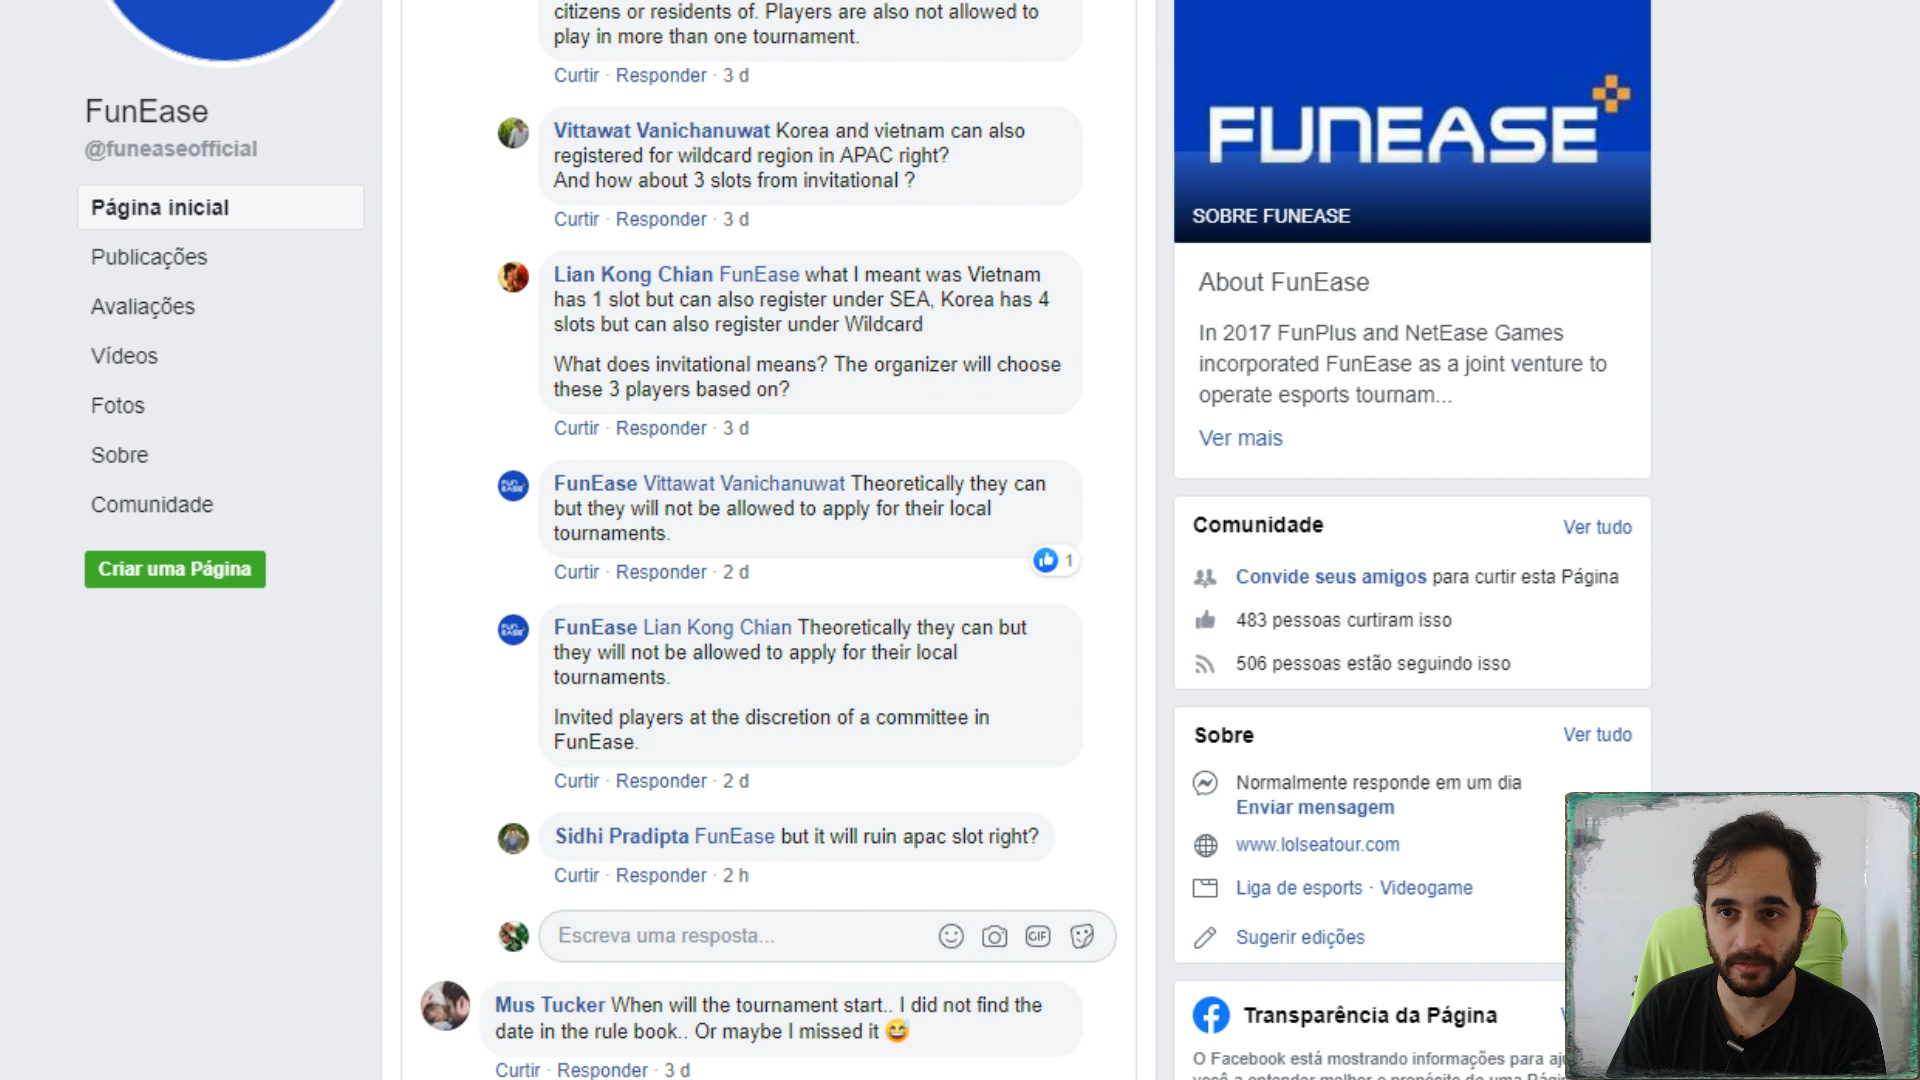 FunEase
@funeaseofficial
Página inicial
Publicações
Avaliações
Vídeos
Fotos
Sobre
Comunidade
Criar uma Página
citizens or residents of. Players are also not allowed to
play in more than one tournament.
Curtir · Responder · 3 d
Vittawat Vanichanuwat Korea and vietnam can also
registered for wildcard region in APAC right?
And how about 3 slots from invitational ?
Curtir · Responder · 3 d
Lian Kong Chian FunEase what I meant was Vietnam
has 1 slot but can also register under SEA, Korea has 4
slots but can also register under Wildcard
What does invitational means? The organizer will choose
these 3 players based on?
Curtir · Responder · 3 d
FunEase Vittawat Vanichanuwat Theoretically they can
but they will not be allowed to apply for their local
tournaments.
1
Curtir · Responder · 2 d
FunEase Lian Kong Chian Theoretically they can but
they will not be allowed to apply for their local
tournaments.
Invited players at the discretion of a committee in
FunEase.
Curtir · Responder · 2 d
Sidhi Pradipta FunEase but it will ruin apac slot right?
Curtir · Responder · 2 h
Escreva uma resposta...
GIF
Mus Tucker When will the tournament start.. I did not find the
date in the rule book.. Or maybe I missed it 😅
Curtir · Responder · 3 d
FUNEASE
SOBRE FUNEASE
About FunEase
In 2017 FunPlus and NetEase Games
incorporated FunEase as a joint venture to
operate esports tournam...
Ver mais
Comunidade
Ver tudo
Convide seus amigos para curtir esta Página
483 pessoas curtiram isso
506 pessoas estão seguindo isso
Sobre
Ver tudo
Normalmente responde em um dia
Enviar mensagem
www.lolseatour.com
Liga de esports · Videogame
Sugerir edições
Transparência da Página
O Facebook está mostrando informações para